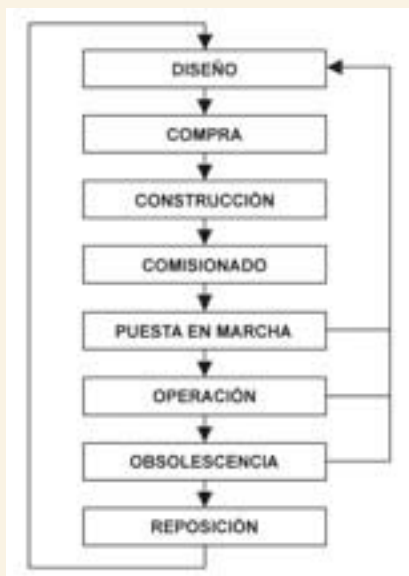 DISEÑO
COMPRA
CONSTRUCCIÓN
COMISIONADO
PUESTA EN MARCHA
OPERACIÓN
OBSOLESCENCIA
REPOSICIÓN